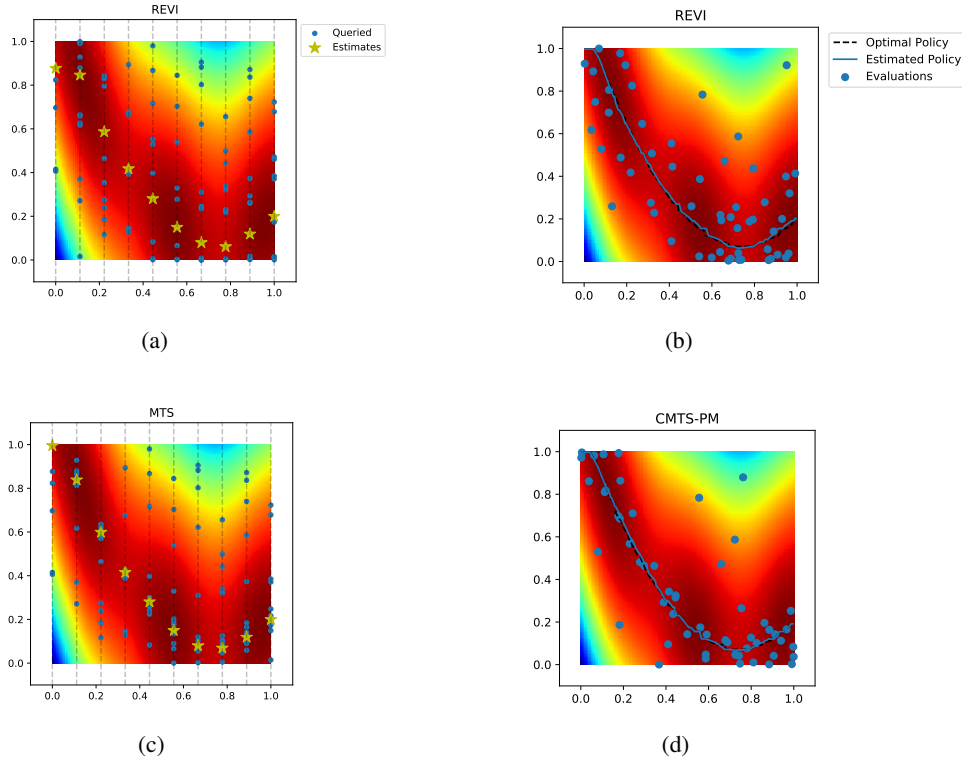 REVI
1.0
0.8
0.6
0.4
0.2
0.0
0.0 0.2 0.4 0.6 0.8 1.0
Queried
Estimates
(a)
REVI
1.0
0.8
0.6
0.4
0.2
0.0
0.0 0.2 0.4 0.6 0.8 1.0
Optimal Policy
Estimated Policy
Evaluations
(b)
MTS
1.0
0.8
0.6
0.4
0.2
0.0
0.0 0.2 0.4 0.6 0.8 1.0
(c)
CMTS-PM
1.0
0.8
0.6
0.4
0.2
0.0
0.0 0.2 0.4 0.6 0.8 1.0
(d)